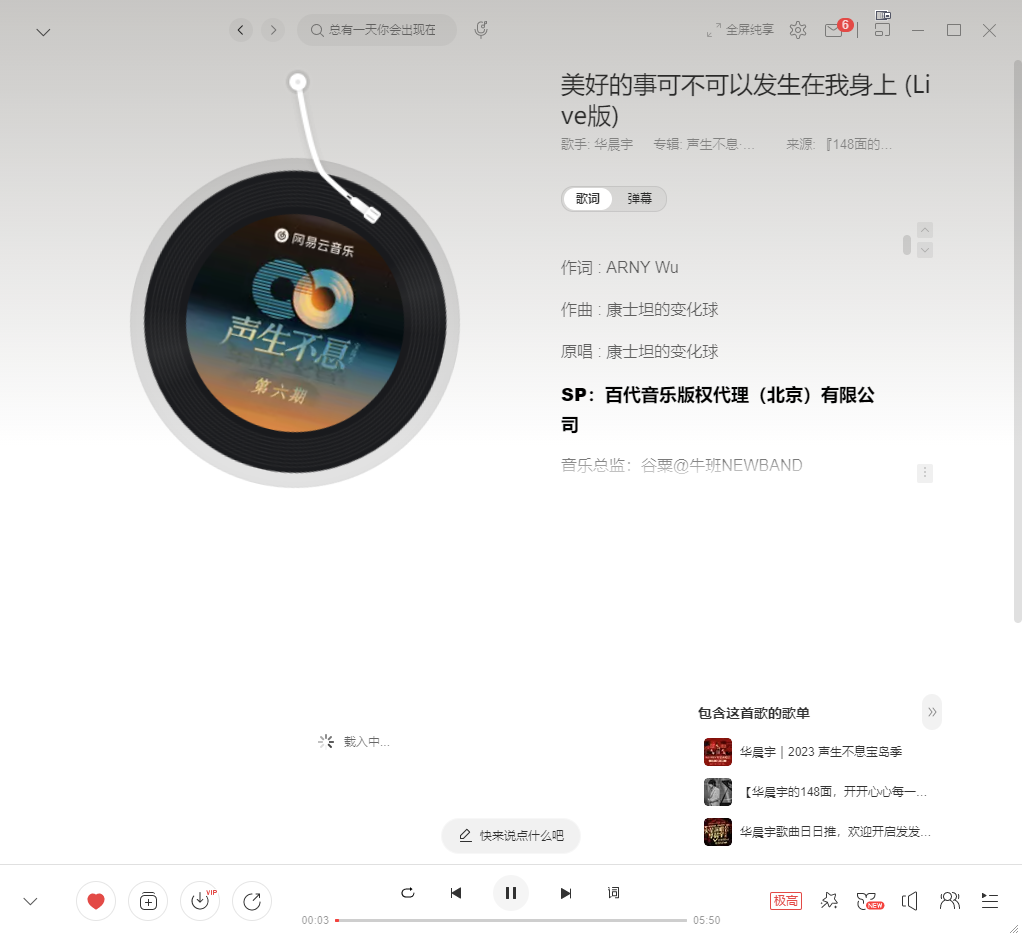 总有一天你会出现在
全屏纯享
6
美好的事可不可以发生在我身上 (Li
ve版)
歌手: 华晨宇
专辑: 声生不息·...
来源: 『148面的...
歌词
弹幕
网易云音乐
声生不息
第六期
作词 : ARNY Wu
作曲 : 康士坦的变化球
原唱 : 康士坦的变化球
SP：百代音乐版权代理（北京）有限公
司
音乐总监：谷粟@牛班NEWBAND
包含这首歌的歌单
华晨宇｜2023 声生不息宝岛季
【华晨宇的148面，开开心心每一...
华晨宇歌曲日日推，欢迎开启发发...
载入中...
快来说点什么吧
VIP
词
00:03
05:50
极高
NEW